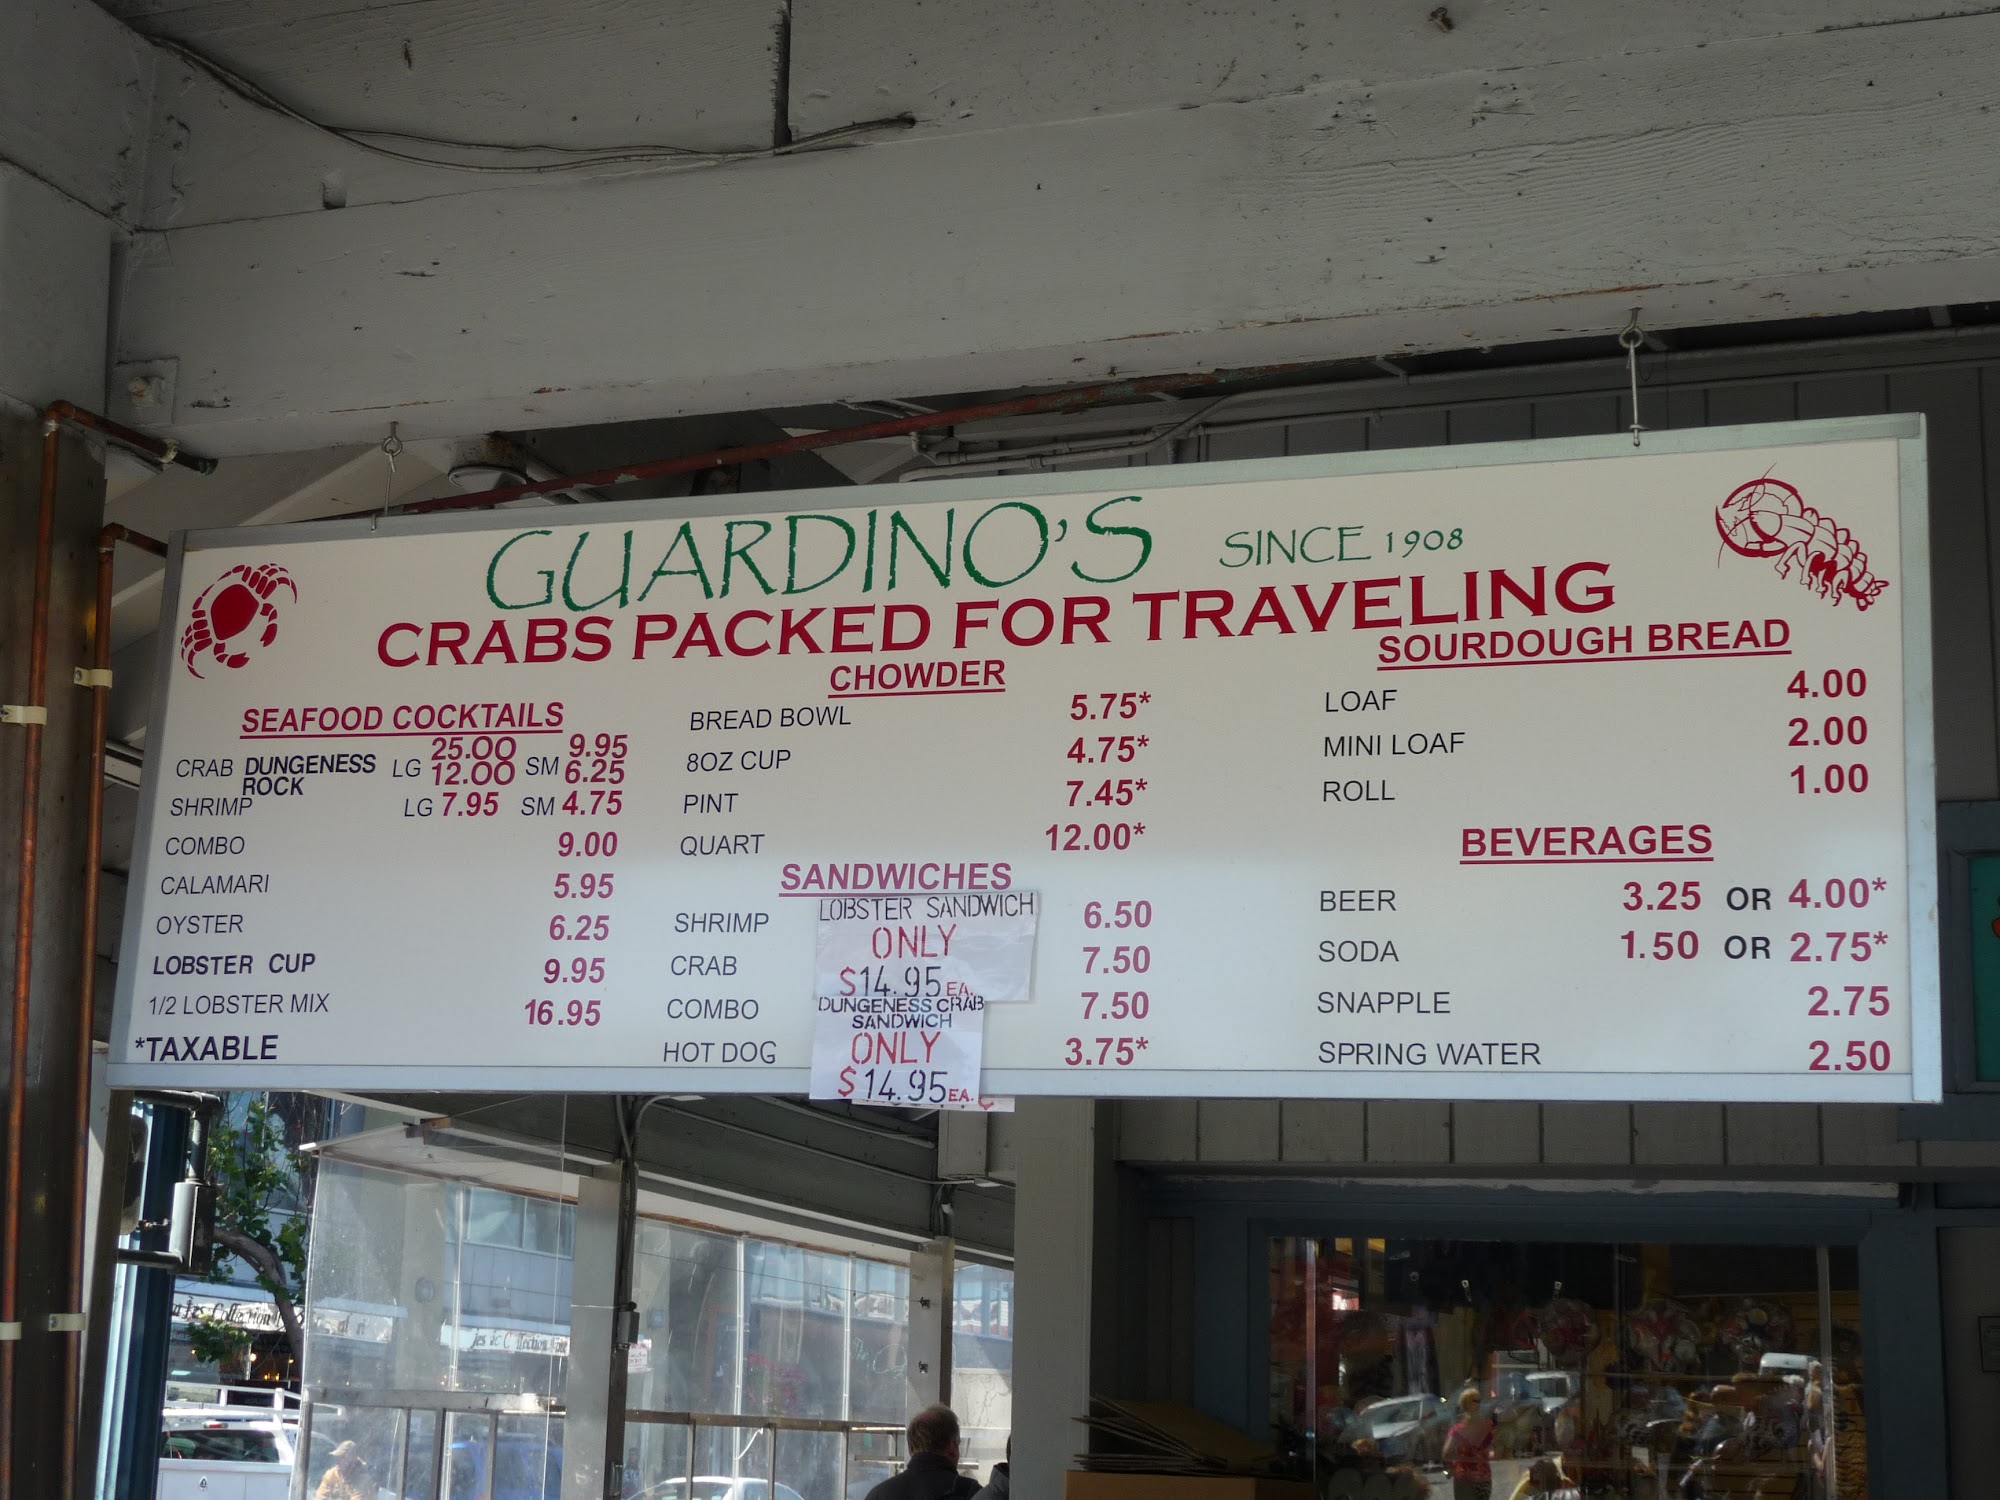 GUARDINO'S SINCE 1908
CRABS PACKED FOR TRAVELING
SEAFOOD COCKTAILS
CRAB DUNGENESS LG 25.00 SM 9.95
ROCK 12.00 6.25
SHRIMP LG 7.95 SM 4.75
COMBO 9.00
CALAMARI 5.95
OYSTER 6.25
LOBSTER CUP 9.95
1/2 LOBSTER MIX 16.95
*TAXABLE
CHOWDER
BREAD BOWL 5.75*
8OZ CUP 4.75*
PINT 7.45*
QUART 12.00*
SANDWICHES
SHRIMP 6.50
CRAB 7.50
COMBO 7.50
HOT DOG 3.75*
LOBSTER SANDWICH
ONLY
$14.95 EA.
DUNGENESS CRAB
SANDWICH
ONLY
$14.95 EA.
SOURDOUGH BREAD
LOAF 4.00
MINI LOAF 2.00
ROLL 1.00
BEVERAGES
BEER 3.25 OR 4.00*
SODA 1.50 OR 2.75*
SNAPPLE 2.75
SPRING WATER 2.50